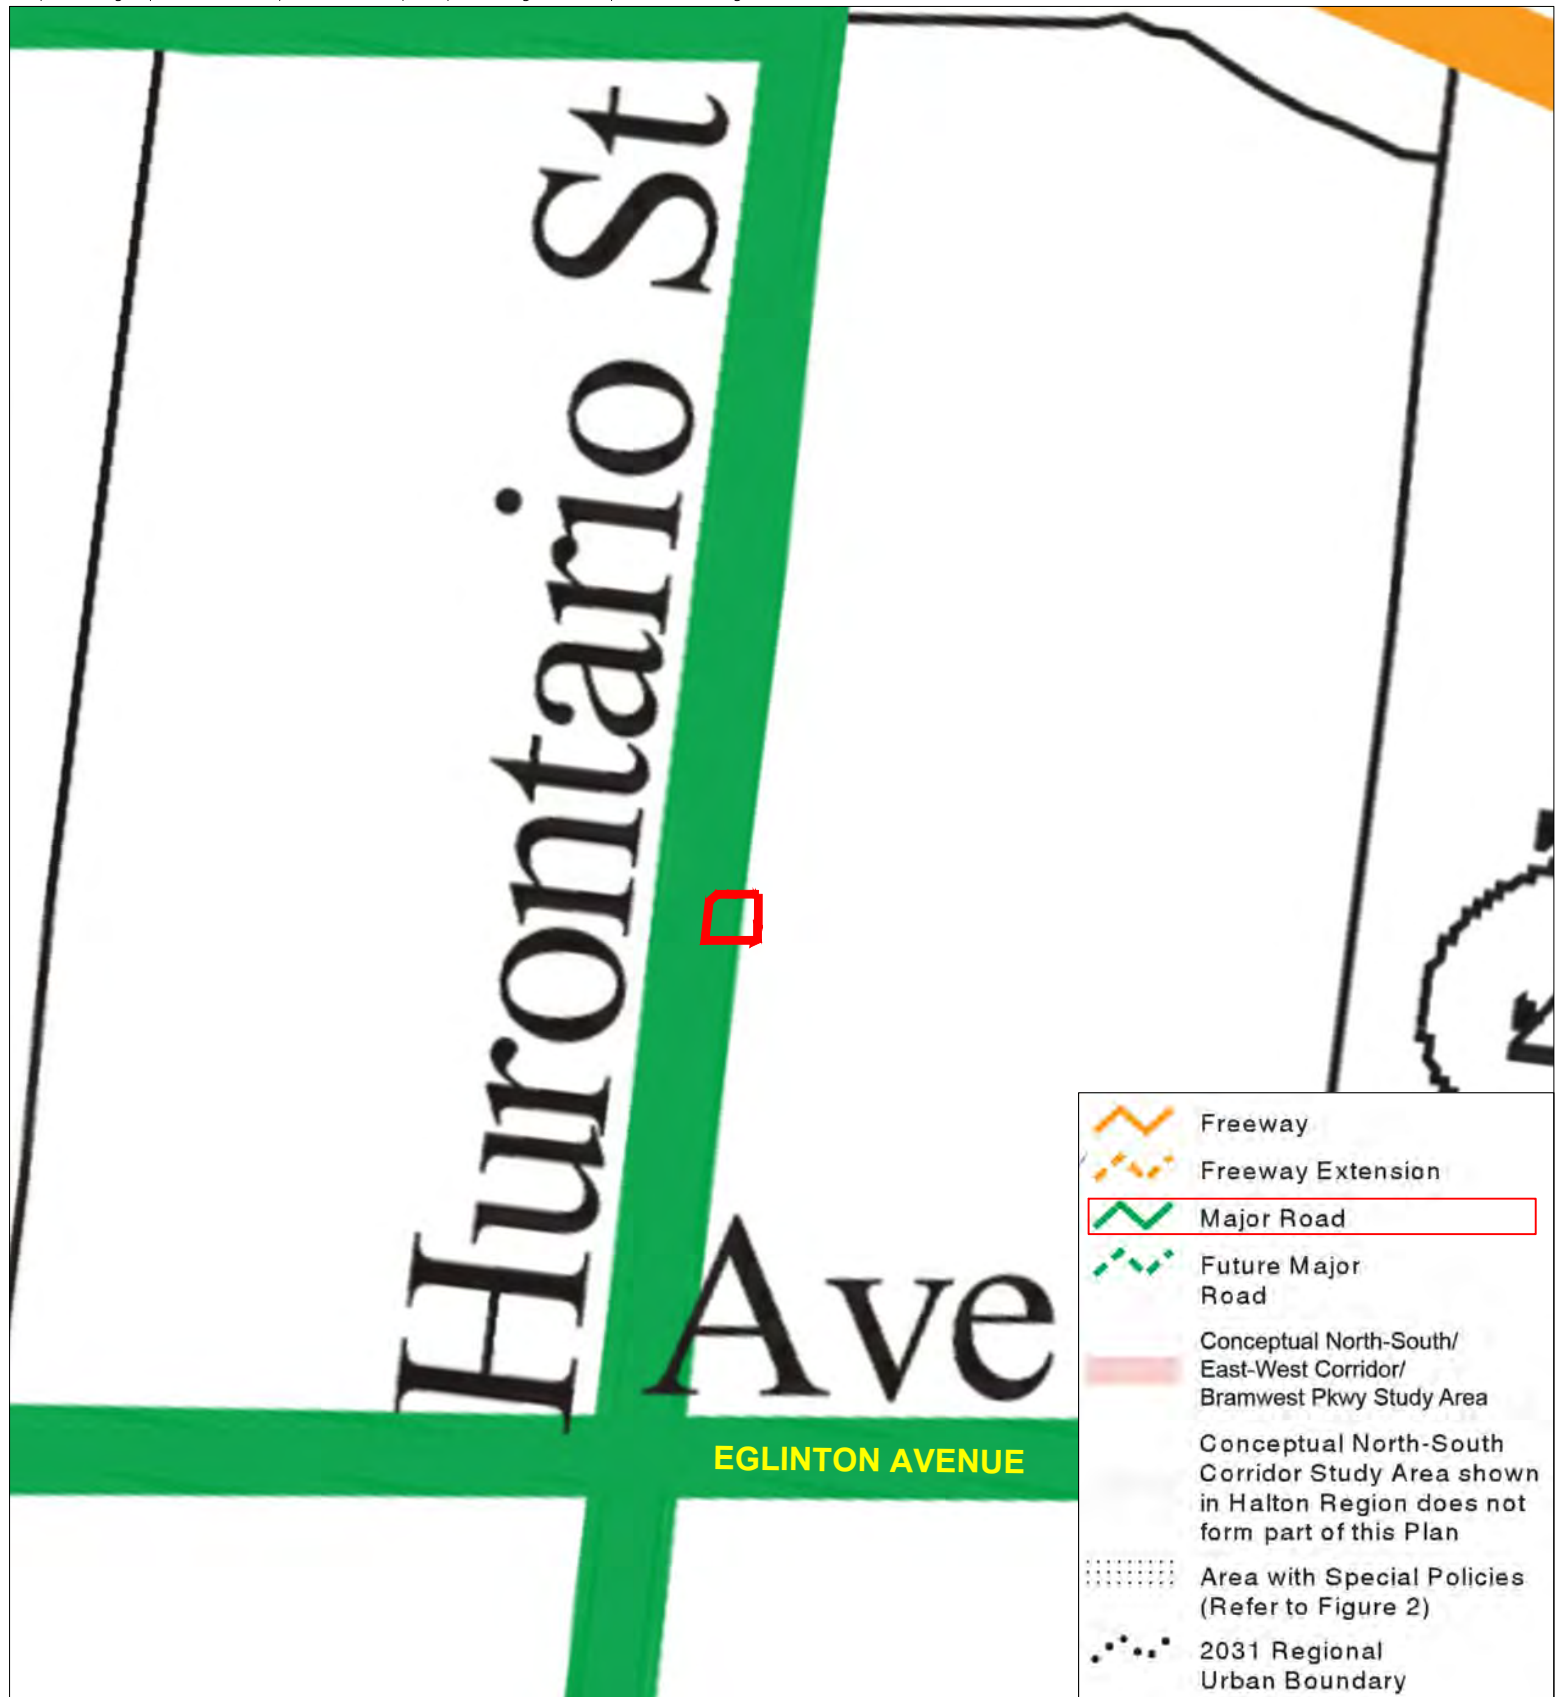 Hurontario St
Ave
EGLINTON AVENUE
Freeway
Freeway Extension
Major Road
Future Major
Road
Conceptual North-South/
East-West Corridor/
Bramwest Pkwy Study Area
Conceptual North-South
Corridor Study Area shown
in Halton Region does not
form part of this Plan
Area with Special Policies
(Refer to Figure 2)
2031 Regional
Urban Boundary